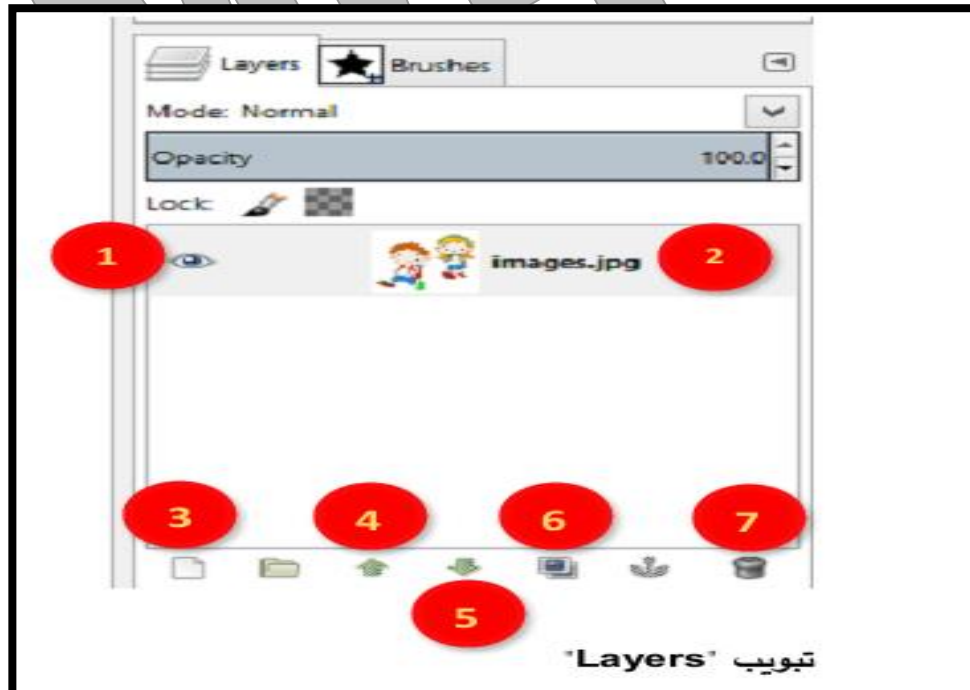 Layers Brushes
Mode: Normal
Opacity 100.0
Lock:
1 images.jpg 2
3 4 6 7
5
تبويب "Layers"